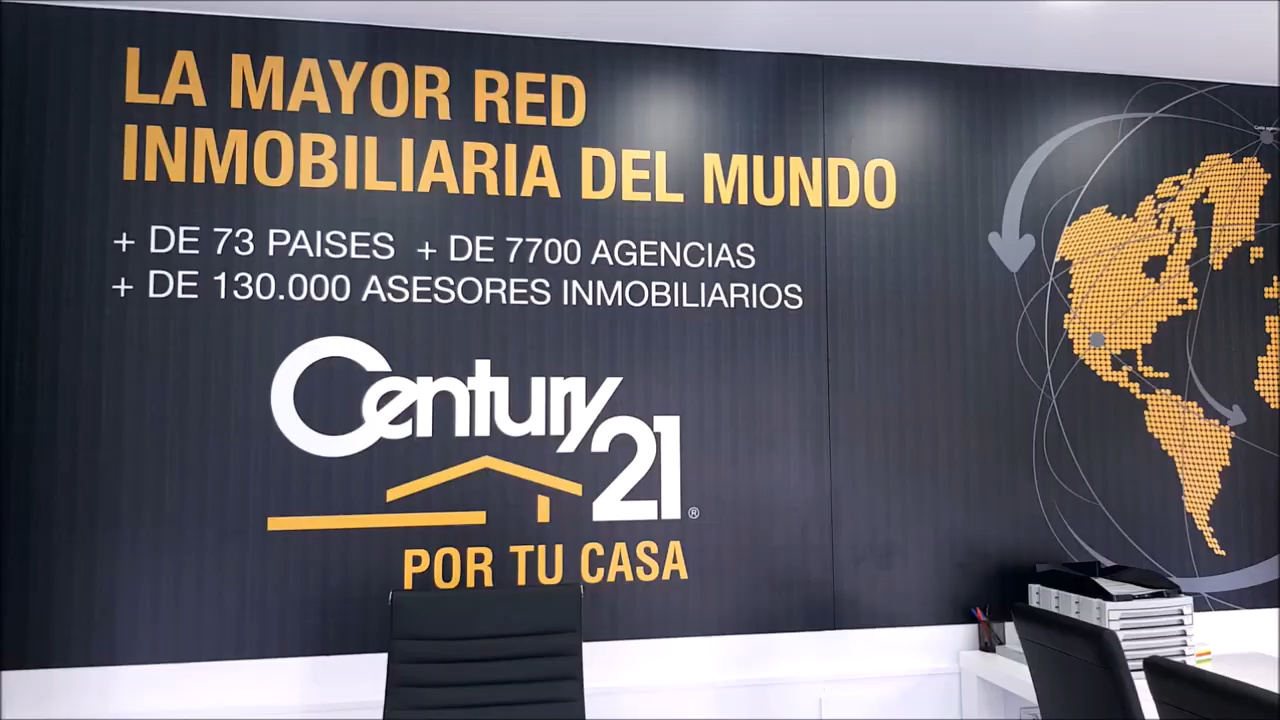 LA MAYOR RED
INMOBILIARIA DEL MUNDO
+ DE 73 PAISES + DE 7700 AGENCIAS
+ DE 130.000 ASESORES INMOBILIARIOS
Century
21®
POR TU CASA